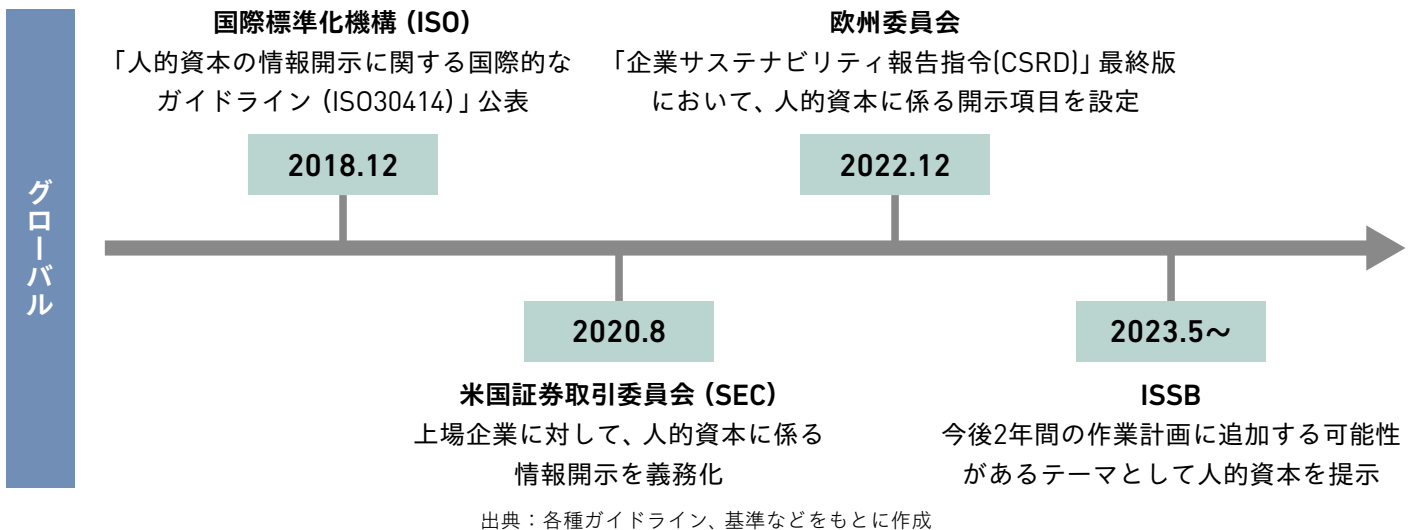 グローバル
国際標準化機構（ISO）
「人的資本の情報開示に関する国際的な
ガイドライン（ISO30414）」公表
2018.12
欧州委員会
「企業サステナビリティ報告指令(CSRD)」最終版
において、人的資本に係る開示項目を設定
2022.12
2020.8
米国証券取引委員会（SEC）
上場企業に対して、人的資本に係る
情報開示を義務化
2023.5〜
ISSB
今後2年間の作業計画に追加する可能性
があるテーマとして人的資本を提示
出典：各種ガイドライン、基準などをもとに作成